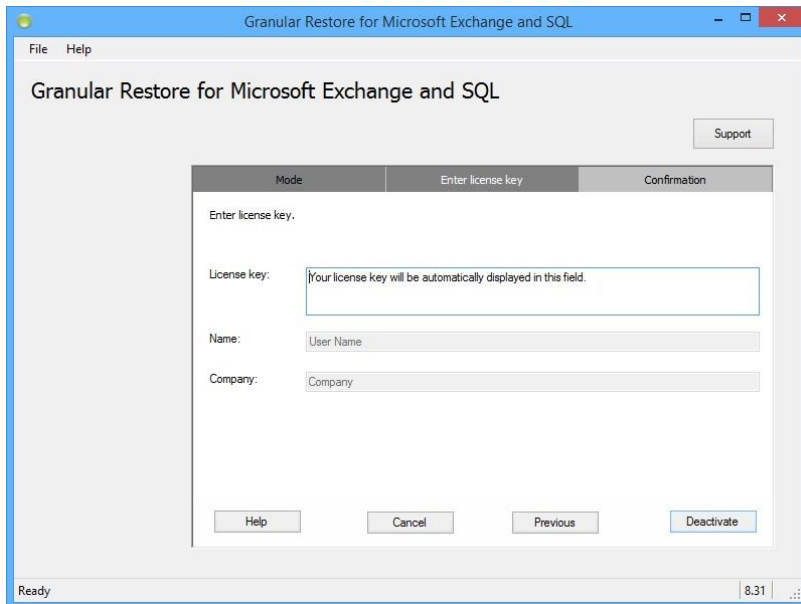 Granular Restore for Microsoft Exchange and SQL
File Help
Granular Restore for Microsoft Exchange and SQL
Support
Mode Enter license key Confirmation
Enter license key.
License key: Your license key will be automatically displayed in this field.
Name: User Name
Company: Company
Help Cancel Previous Deactivate
Ready 8.31